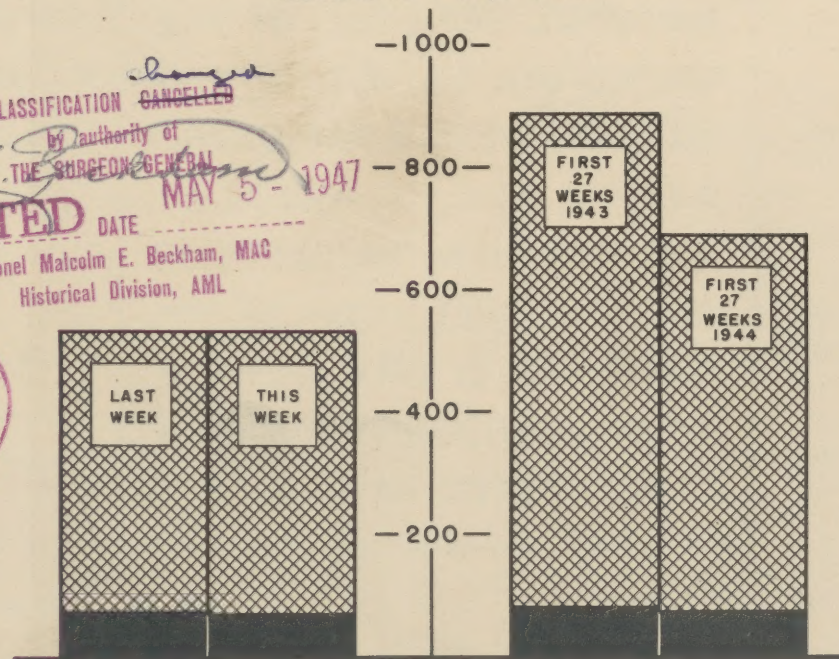 changed
LASSIFICATION CANCELLED
by authority of
THE SURGEON GENERAL
TED DATE MAY 5 - 1947
onel Malcolm E. Beckham, MAC
Historical Division, AML
—1000—
—800—
—600—
—400—
—200—
LAST
WEEK
THIS
WEEK
FIRST
27
WEEKS
1943
FIRST
27
WEEKS
1944